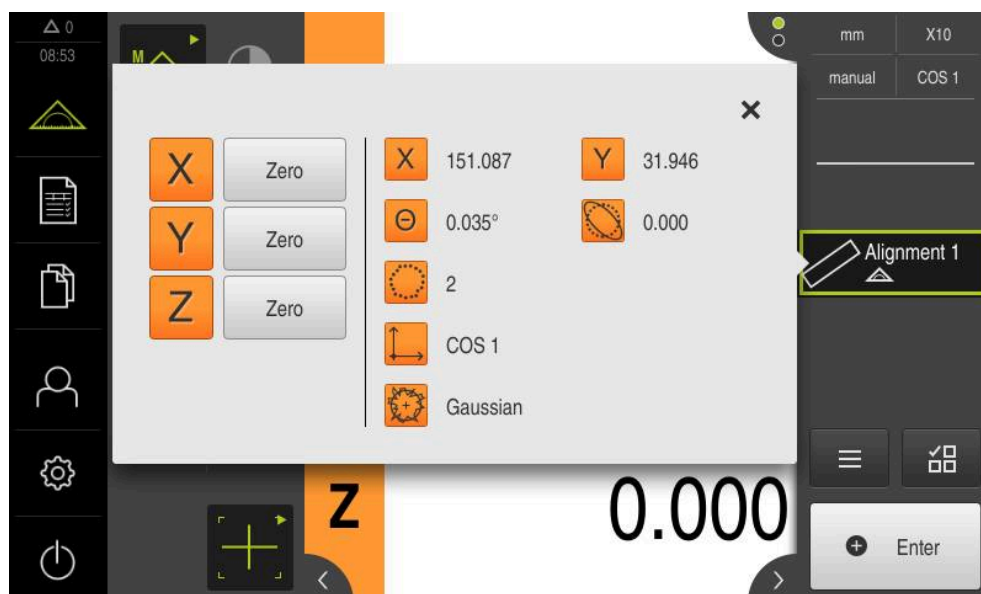 0
08:53
M
mm X10
manual COS 1
X Zero
Y Zero
Z Zero
X 151.087 Y 31.946
Θ 0.035° 0.000
2
COS 1
Gaussian
Alignment 1
Z 0.000
Enter